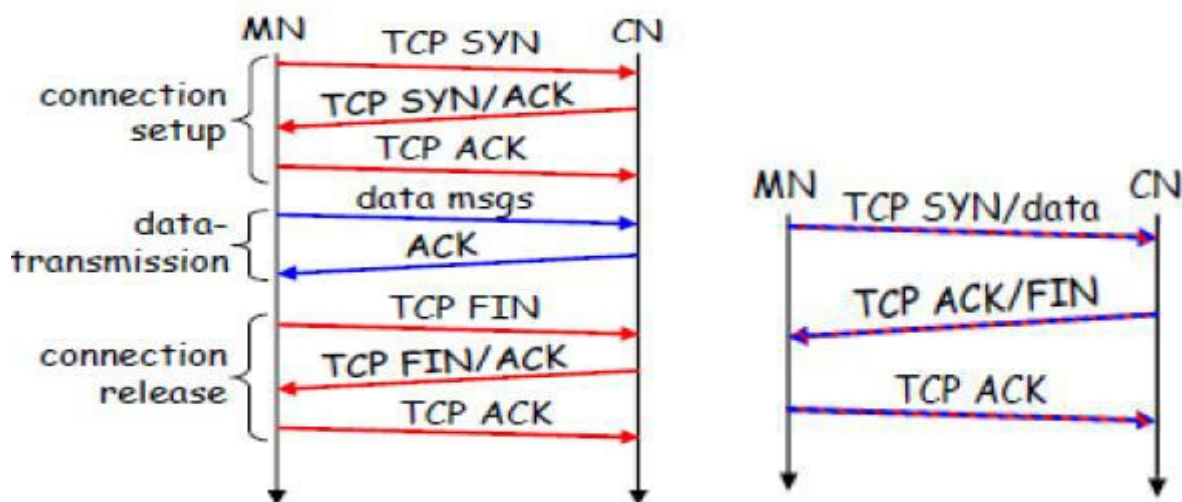 MN
CN
TCP SYN
connection
setup
TCP SYN/ACK
TCP ACK
data-
transmission
data msgs
ACK
connection
release
TCP FIN
TCP FIN/ACK
TCP ACK
MN
CN
TCP SYN/data
TCP ACK/FIN
TCP ACK